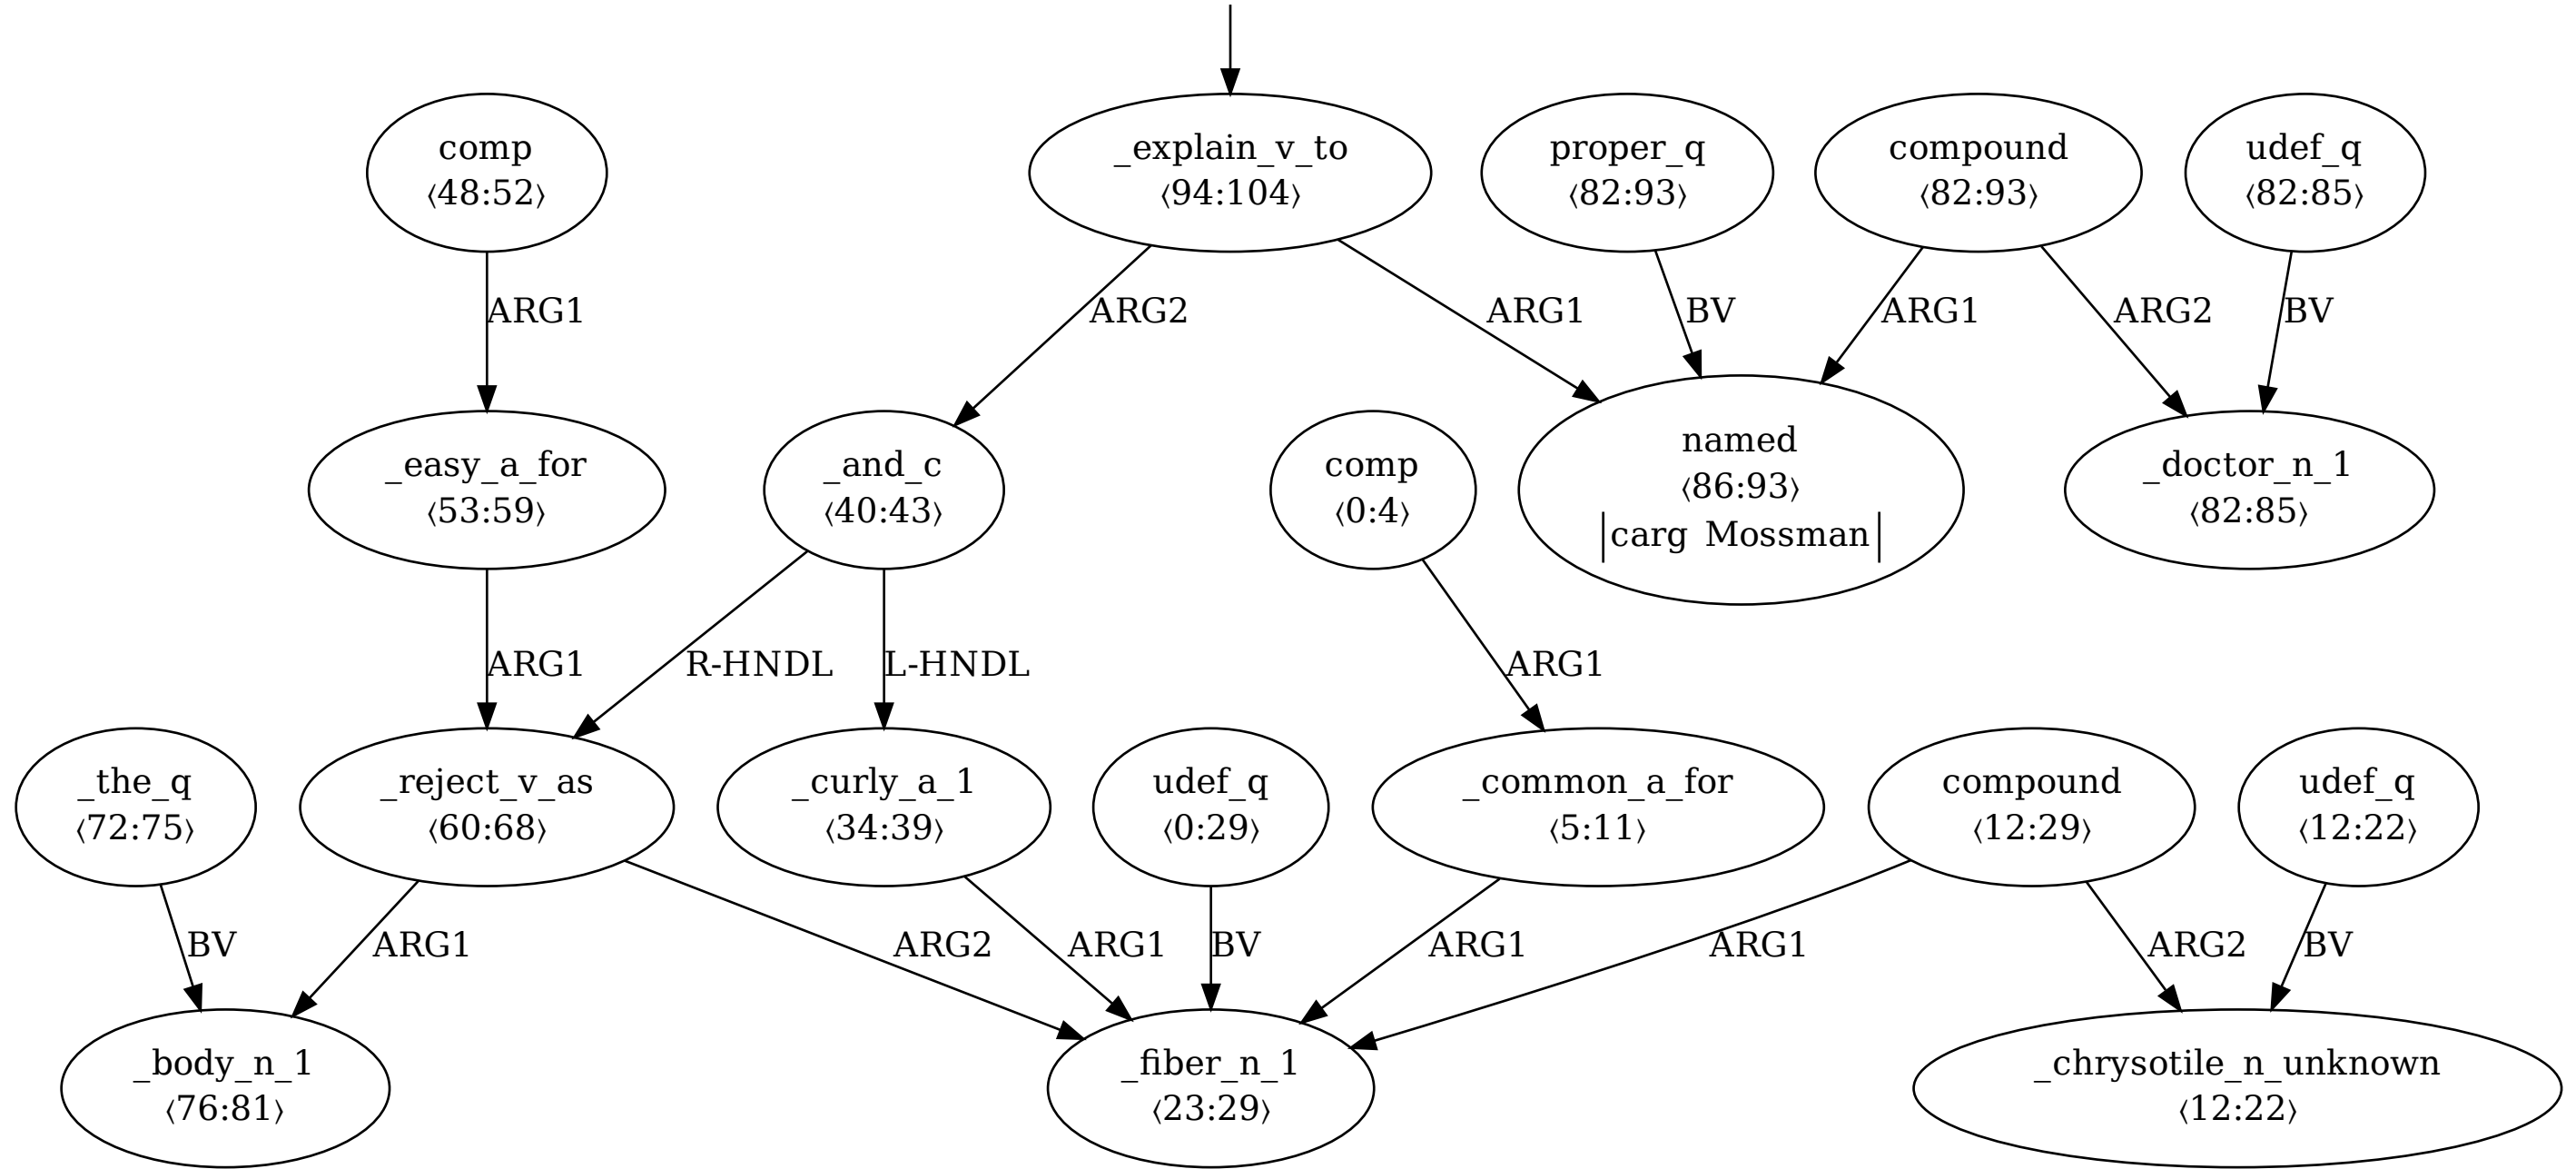 comp
⟨48:52⟩
_explain_v_to
⟨94:104⟩
proper_q
⟨82:93⟩
compound
⟨82:93⟩
udef_q
⟨82:85⟩
ARG1
ARG2
ARG1
BV
ARG1
ARG2
BV
_easy_a_for
⟨53:59⟩
_and_c
⟨40:43⟩
comp
⟨0:4⟩
named
⟨86:93⟩
|carg Mossman|
_doctor_n_1
⟨82:85⟩
ARG1
R-HNDL
L-HNDL
ARG1
_the_q
⟨72:75⟩
_reject_v_as
⟨60:68⟩
_curly_a_1
⟨34:39⟩
udef_q
⟨0:29⟩
_common_a_for
⟨5:11⟩
compound
⟨12:29⟩
udef_q
⟨12:22⟩
BV
ARG1
ARG2
ARG1
BV
ARG1
ARG1
ARG2
BV
_body_n_1
⟨76:81⟩
_fiber_n_1
⟨23:29⟩
_chrysotile_n_unknown
⟨12:22⟩